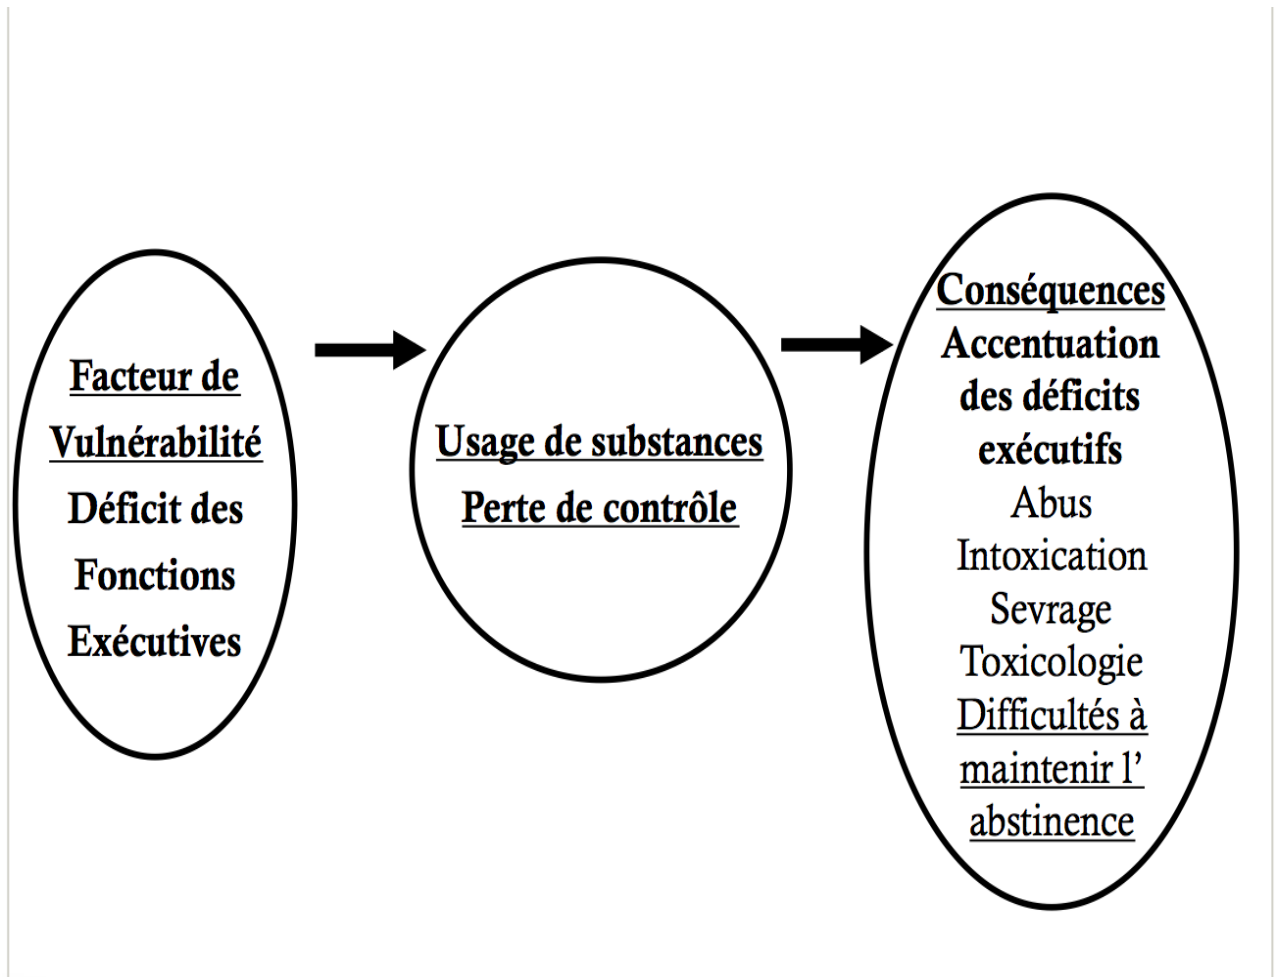 Facteur de
Vulnérabilité
Déficit des
Fonctions
Exécutives
Usage de substances
Perte de contrôle
Conséquences
Accentuation
des déficits
exécutifs
Abus
Intoxication
Sevrage
Toxicologie
Difficultés à
maintenir l’
abstinence